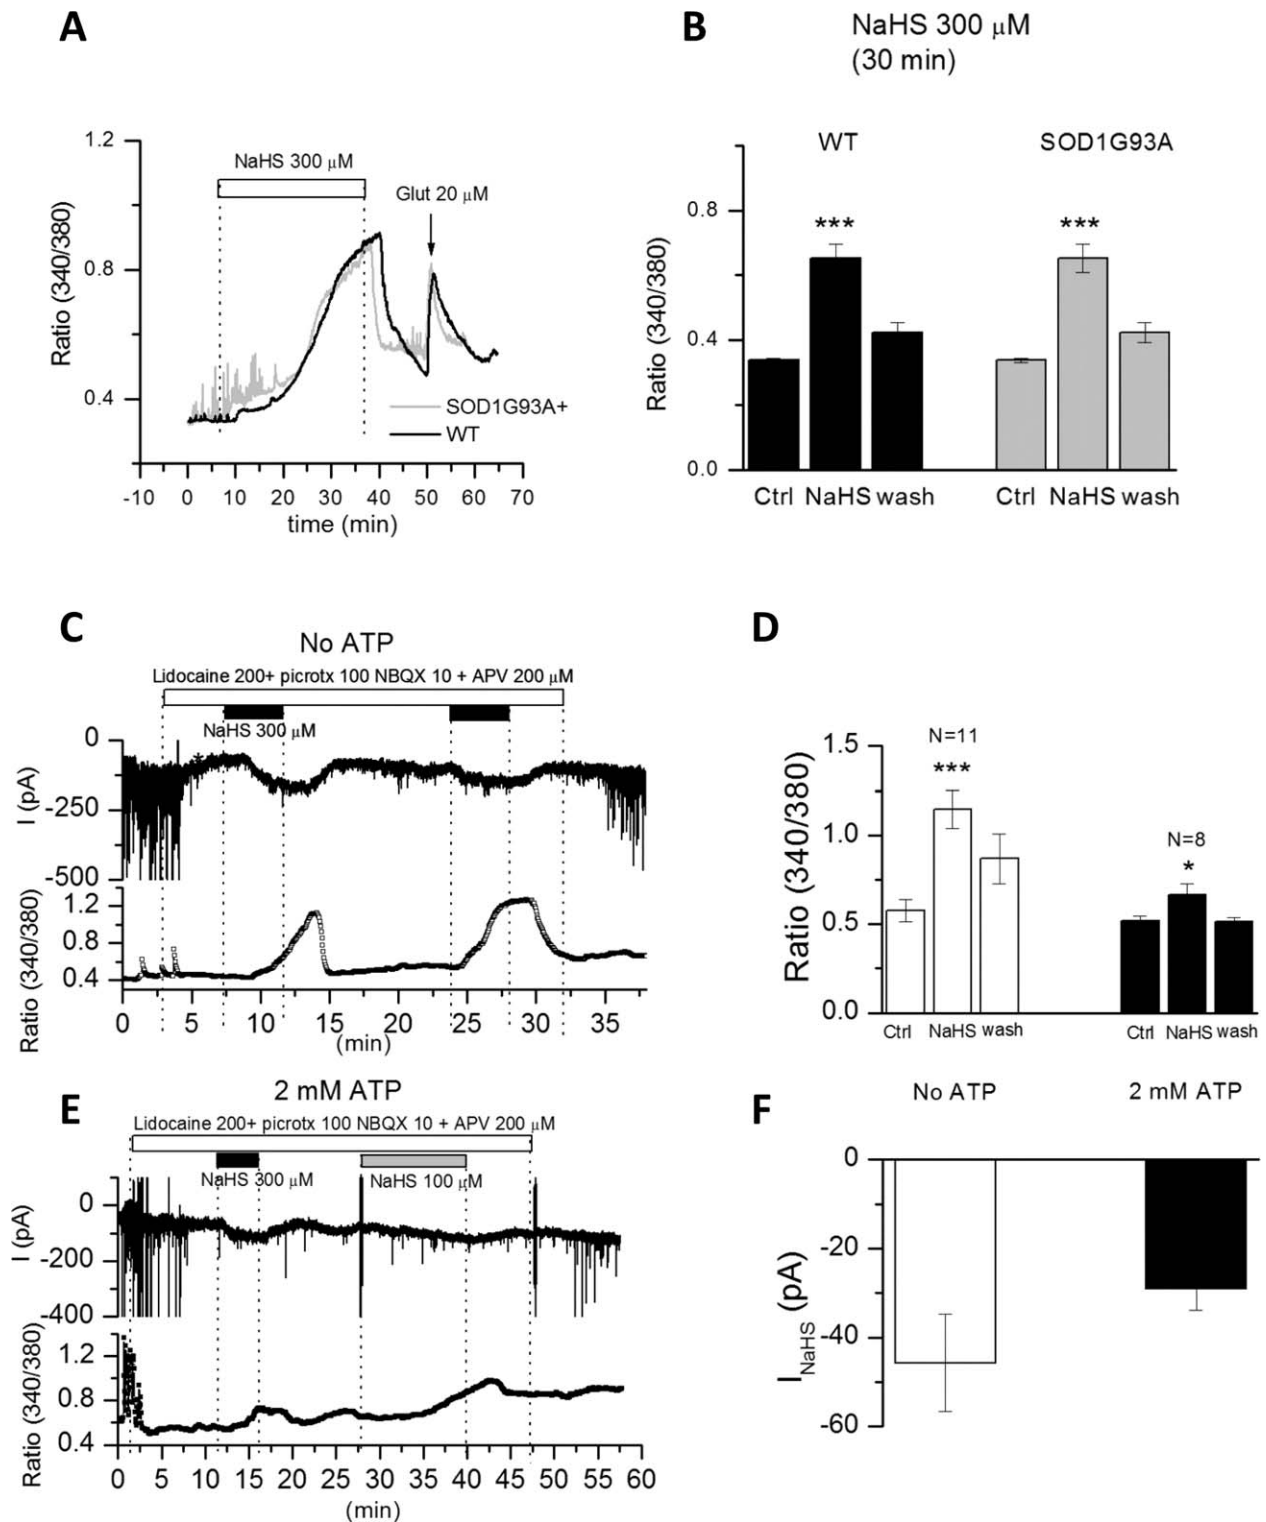 A
B
NaHS 300 μM
(30 min)
1.2
0.8
0.4
Ratio (340/380)
NaHS 300 μM
Glut 20 μM
SOD1G93A+
WT
-10 0 10 20 30 40 50 60 70
time (min)
WT
SOD1G93A
0.8
0.4
0.0
Ratio (340/380)
***
***
Ctrl NaHS wash
Ctrl NaHS wash
C
No ATP
Lidocaine 200+ picrotx 100 NBQX 10 + APV 200 μM
NaHS 300 μM
0
-250
-500
I (pA)
1.2
0.8
0.4
Ratio (340/380)
0 5 10 15 20 25 30 35
(min)
D
1.5
1.0
0.5
0.0
Ratio (340/380)
N=11
***
N=8
*
Ctrl NaHS wash
Ctrl NaHS wash
No ATP
2 mM ATP
E
2 mM ATP
Lidocaine 200+ picrotx 100 NBQX 10 + APV 200 μM
NaHS 300 μM
NaHS 100 μM
0
-200
-400
I (pA)
1.2
0.8
0.4
Ratio (340/380)
0 5 10 15 20 25 30 35 40 45 50 55 60
(min)
F
0
-20
-40
-60
I NaHS (pA)